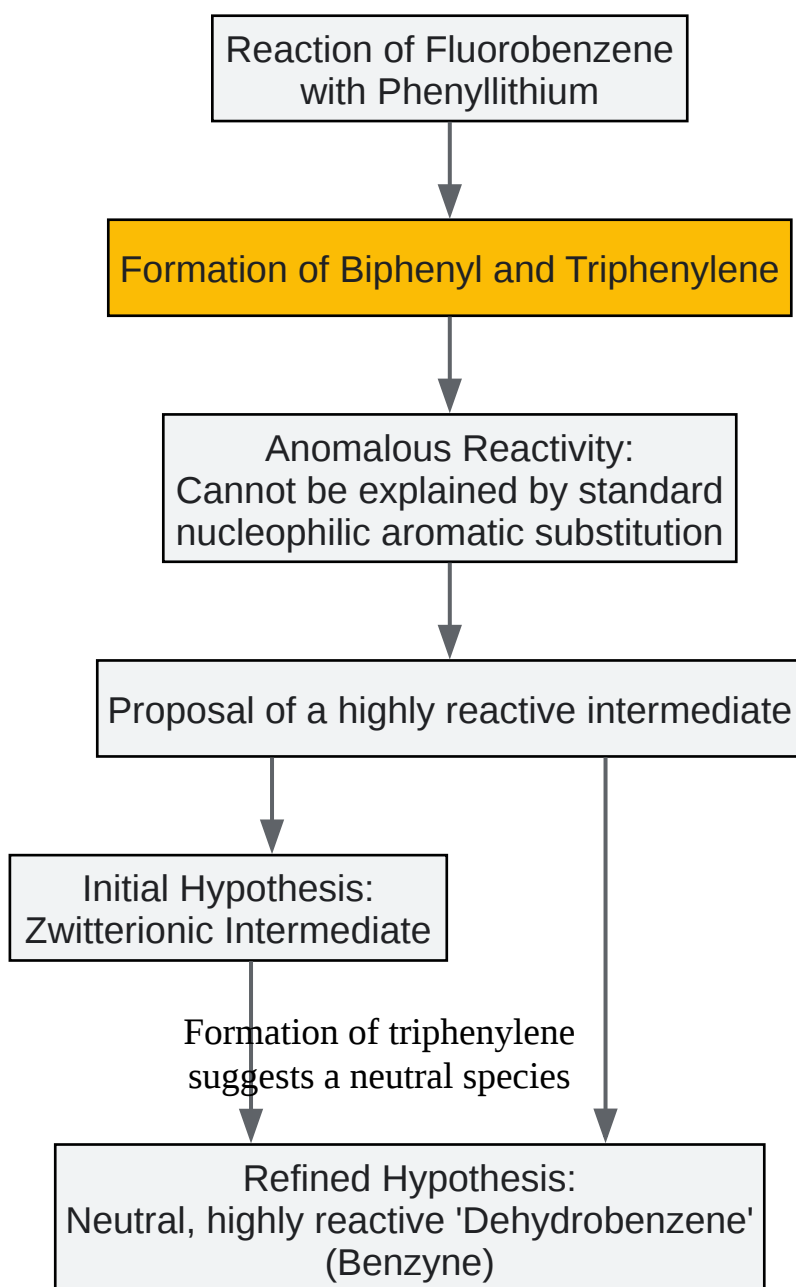 Reaction of Fluorobenzene
with Phenyllithium
Formation of Biphenyl and Triphenylene
Anomalous Reactivity:
Cannot be explained by standard
nucleophilic aromatic substitution
Proposal of a highly reactive intermediate
Initial Hypothesis:
Zwitterionic Intermediate
Formation of triphenylene
suggests a neutral species
Refined Hypothesis:
Neutral, highly reactive 'Dehydrobenzene'
(Benzyne)